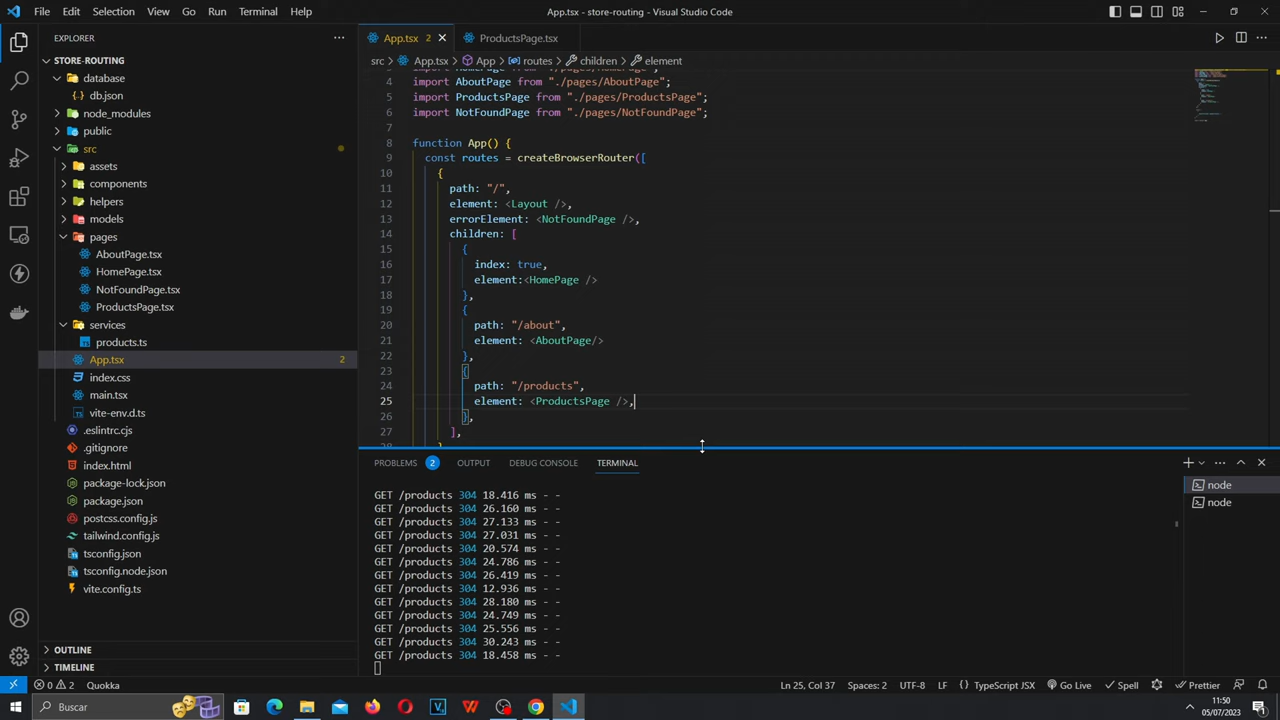 File Edit Selection View Go Run Terminal Help
App.tsx - store-routing - Visual Studio Code
EXPLORER
STORE-ROUTING
database
db.json
node_modules
public
src
assets
components
helpers
models
pages
AboutPage.tsx
HomePage.tsx
NotFoundPage.tsx
ProductsPage.tsx
services
products.ts
App.tsx 2
index.css
main.tsx
vite-env.d.ts
.eslintrc.cjs
.gitignore
index.html
package-lock.json
package.json
postcss.config.js
tailwind.config.js
tsconfig.json
tsconfig.node.json
vite.config.ts
OUTLINE
TIMELINE
App.tsx 2 ProductsPage.tsx
src > App.tsx > App > routes > children > element
3 import HomePage from "./pages/HomePage";
4 import AboutPage from "./pages/AboutPage";
5 import ProductsPage from "./pages/ProductsPage";
6 import NotFoundPage from "./pages/NotFoundPage";
7
8 function App() {
9 const routes = createBrowserRouter([
10 {
11 path: "/",
12 element: <Layout />,
13 errorElement: <NotFoundPage />,
14 children: [
15 {
16 index: true,
17 element:<HomePage />
18 },
19 {
20 path: "/about",
21 element: <AboutPage/>
22 },
23 {
24 path: "/products",
25 element: <ProductsPage />,
26 },
27 ],
28 }
PROBLEMS 2 OUTPUT DEBUG CONSOLE TERMINAL
GET /products 304 18.416 ms - -
GET /products 304 26.160 ms - -
GET /products 304 27.133 ms - -
GET /products 304 27.031 ms - -
GET /products 304 20.574 ms - -
GET /products 304 24.786 ms - -
GET /products 304 26.419 ms - -
GET /products 304 12.936 ms - -
GET /products 304 28.180 ms - -
GET /products 304 24.749 ms - -
GET /products 304 25.556 ms - -
GET /products 304 30.243 ms - -
GET /products 304 18.458 ms - -
node
node
0 2 Quokka
Ln 25, Col 37 Spaces: 2 UTF-8 LF TypeScript JSX Go Live Spell Prettier
Buscar
11:50
05/07/2023